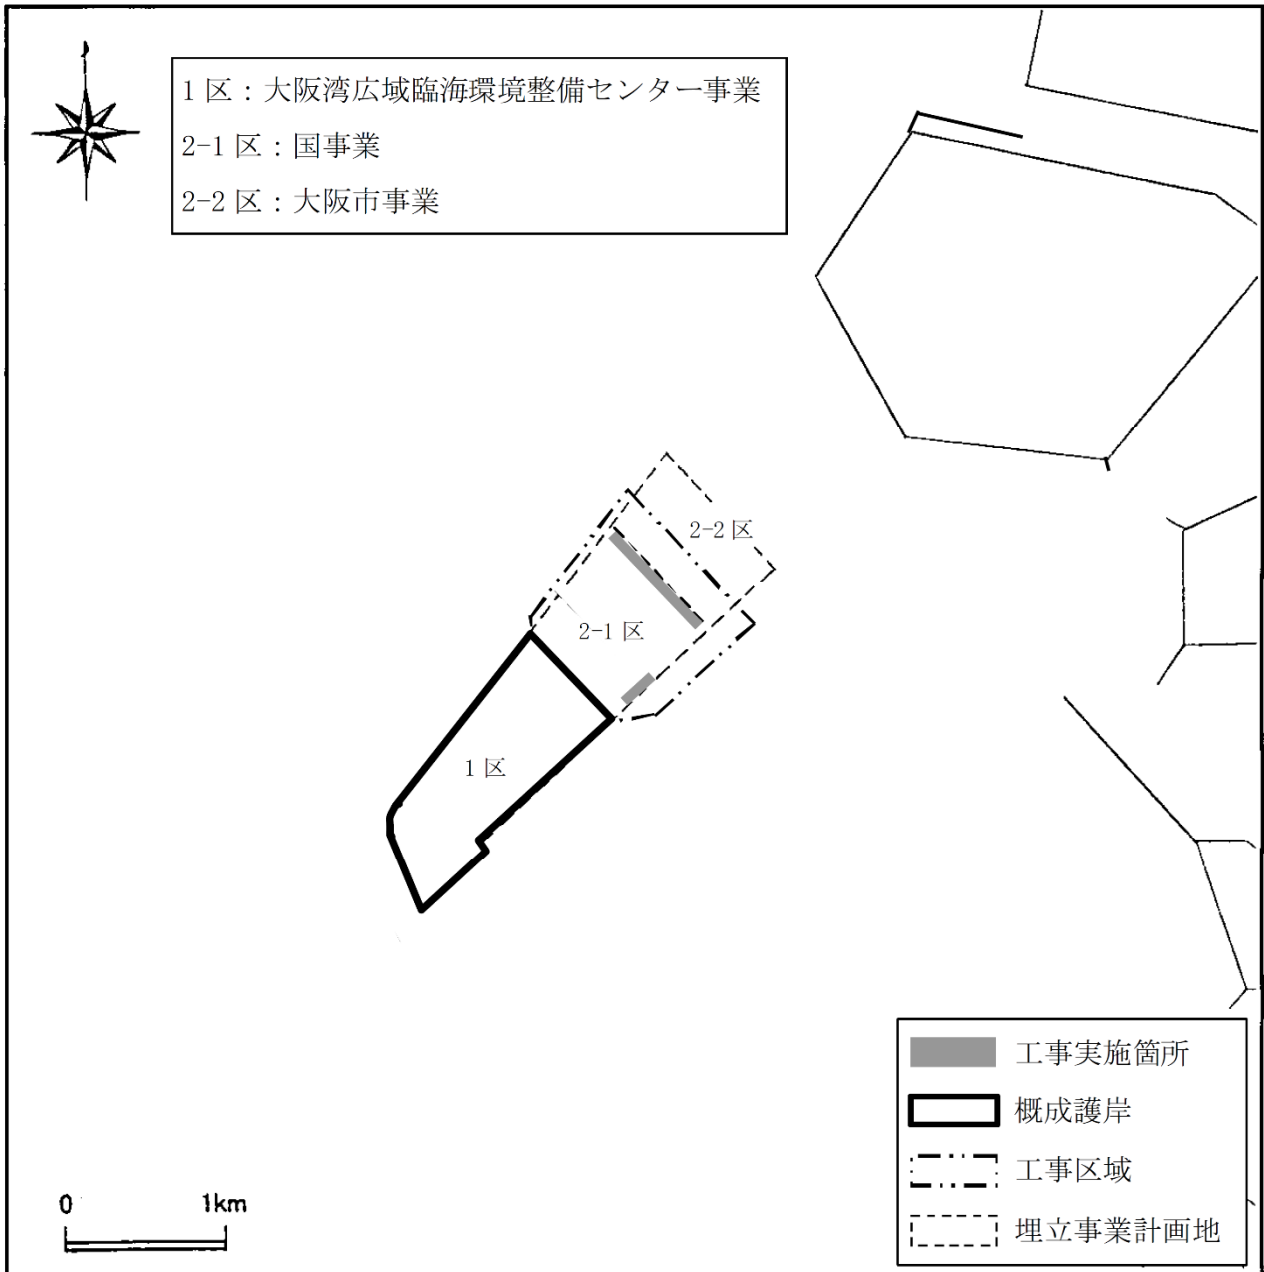 1区：大阪湾広域臨海環境整備センター事業
2-1区：国事業
2-2区：大阪市事業
2-2区
2-1区
1区
工事実施箇所
概成護岸
工事区域
埋立事業計画地
0 1km